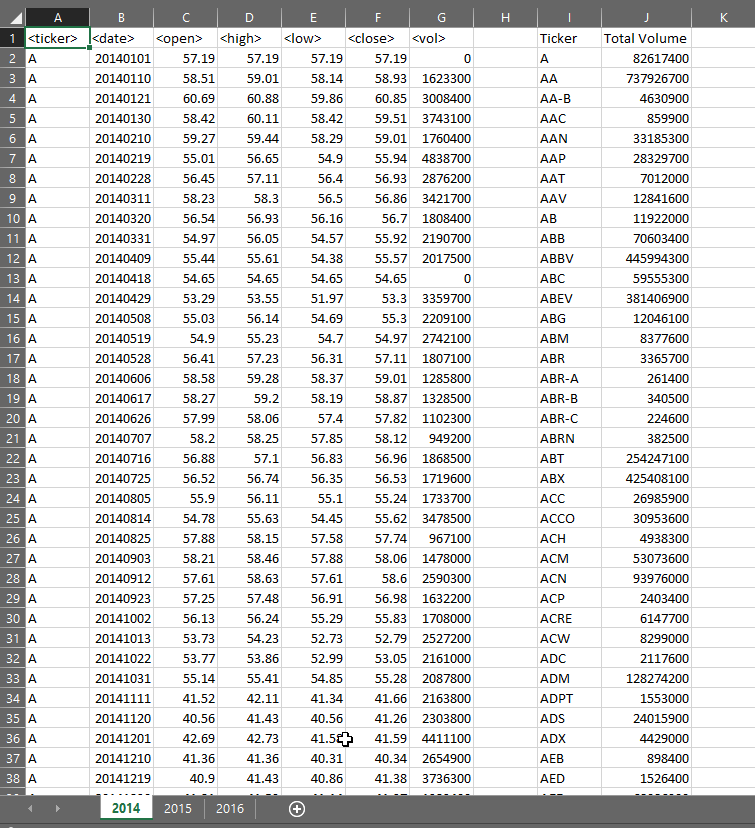 A B C D E F G H I J K
1 <ticker> <date> <open> <high> <low> <close> <vol> Ticker Total Volume
2 A 20140101 57.19 57.19 57.19 57.19 0 A 82617400
3 A 20140110 58.51 59.01 58.14 58.93 1623300 AA 737926700
4 A 20140121 60.69 60.88 59.86 60.85 3008400 AA-B 4630900
5 A 20140130 58.42 60.11 58.42 59.51 3743100 AAC 859900
6 A 20140210 59.27 59.44 58.29 59.01 1760400 AAN 33185300
7 A 20140219 55.01 56.65 54.9 55.94 4838700 AAP 28329700
8 A 20140228 56.45 57.11 56.4 56.93 2876200 AAT 7012000
9 A 20140311 58.23 58.3 56.5 56.86 3421700 AAV 12841600
10 A 20140320 56.54 56.93 56.16 56.7 1808400 AB 11922000
11 A 20140331 54.97 56.05 54.57 55.92 2190700 ABB 70603400
12 A 20140409 55.44 55.61 54.38 55.57 2017500 ABBV 445994300
13 A 20140418 54.65 54.65 54.65 54.65 0 ABC 59555300
14 A 20140429 53.29 53.55 51.97 53.3 3359700 ABEV 381406900
15 A 20140508 55.03 56.14 54.69 55.3 2209100 ABG 12046100
16 A 20140519 54.9 55.23 54.7 54.97 2742100 ABM 8377600
17 A 20140528 56.41 57.23 56.31 57.11 1807100 ABR 3365700
18 A 20140606 58.58 59.28 58.37 59.01 1285800 ABR-A 261400
19 A 20140617 58.27 59.2 58.19 58.87 1328500 ABR-B 340500
20 A 20140626 57.99 58.06 57.4 57.82 1102300 ABR-C 224600
21 A 20140707 58.2 58.25 57.85 58.12 949200 ABRN 382500
22 A 20140716 56.88 57.1 56.83 56.96 1868500 ABT 254247100
23 A 20140725 56.52 56.74 56.35 56.53 1719600 ABX 425408100
24 A 20140805 55.9 56.11 55.1 55.24 1733700 ACC 26985900
25 A 20140814 54.78 55.63 54.45 55.62 3478500 ACCO 30953600
26 A 20140825 57.88 58.15 57.58 57.74 967100 ACH 4938300
27 A 20140903 58.21 58.46 57.88 58.06 1478000 ACM 53073600
28 A 20140912 57.61 58.63 57.61 58.6 2590300 ACN 93976000
29 A 20140923 57.25 57.48 56.91 56.98 1632200 ACP 2403400
30 A 20141002 56.13 56.24 55.29 55.83 1708000 ACRE 6147700
31 A 20141013 53.73 54.23 52.73 52.79 2527200 ACW 8299000
32 A 20141022 53.77 53.86 52.99 53.05 2161000 ADC 2117600
33 A 20141031 55.14 55.41 54.85 55.28 2087800 ADM 128274200
34 A 20141111 41.52 42.11 41.34 41.66 2163800 ADPT 1553000
35 A 20141120 40.56 41.43 40.56 41.26 2303800 ADS 24015900
36 A 20141201 42.69 42.73 41.59 4411100 ADX 4429000
37 A 20141210 41.36 41.36 40.31 40.34 2654900 AEB 898400
38 A 20141219 40.9 41.43 40.86 41.38 3736300 AED 1526400
2014 2015 2016